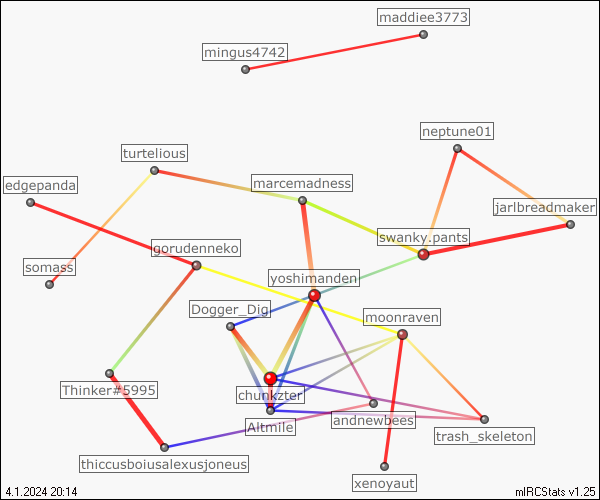 maddiee3773
mingus4742
neptune01
turtelious
marcemadness
edgepanda
jarlbreadmaker
swanky.pants
gorudenneko
somass
yoshimanden
Dogger_Dig
moonraven
Thinker#5995
chunkzter
Altmile
andnewbees
trash_skeleton
thiccusboiusalexusjoneus
xenoyaut
4.1.2024 20:14 mIRCStats v1.25